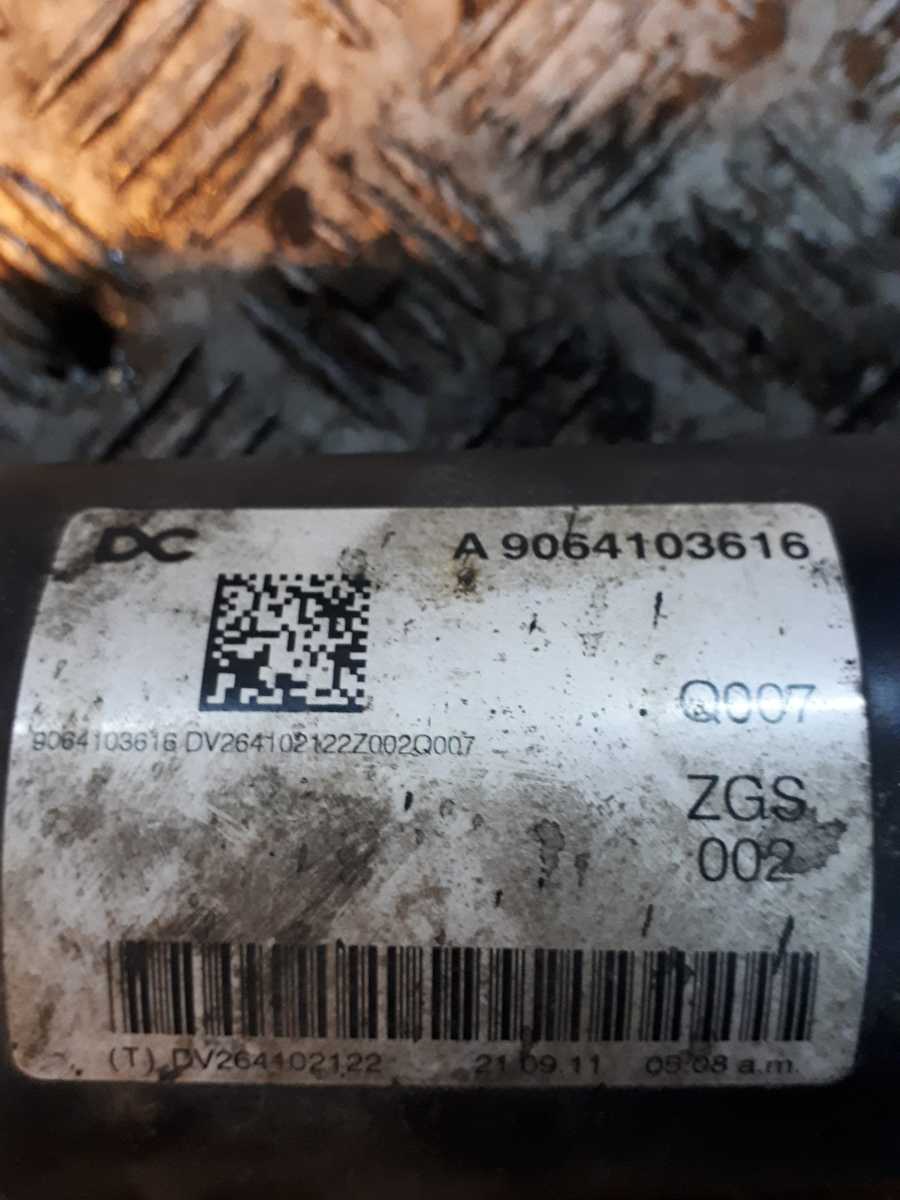 DC
A 9064103616
Q007
9064103616 DV264102122Z002Q007
ZGS
002
(T) DV264102122 21.09.11 05:08 a.m.